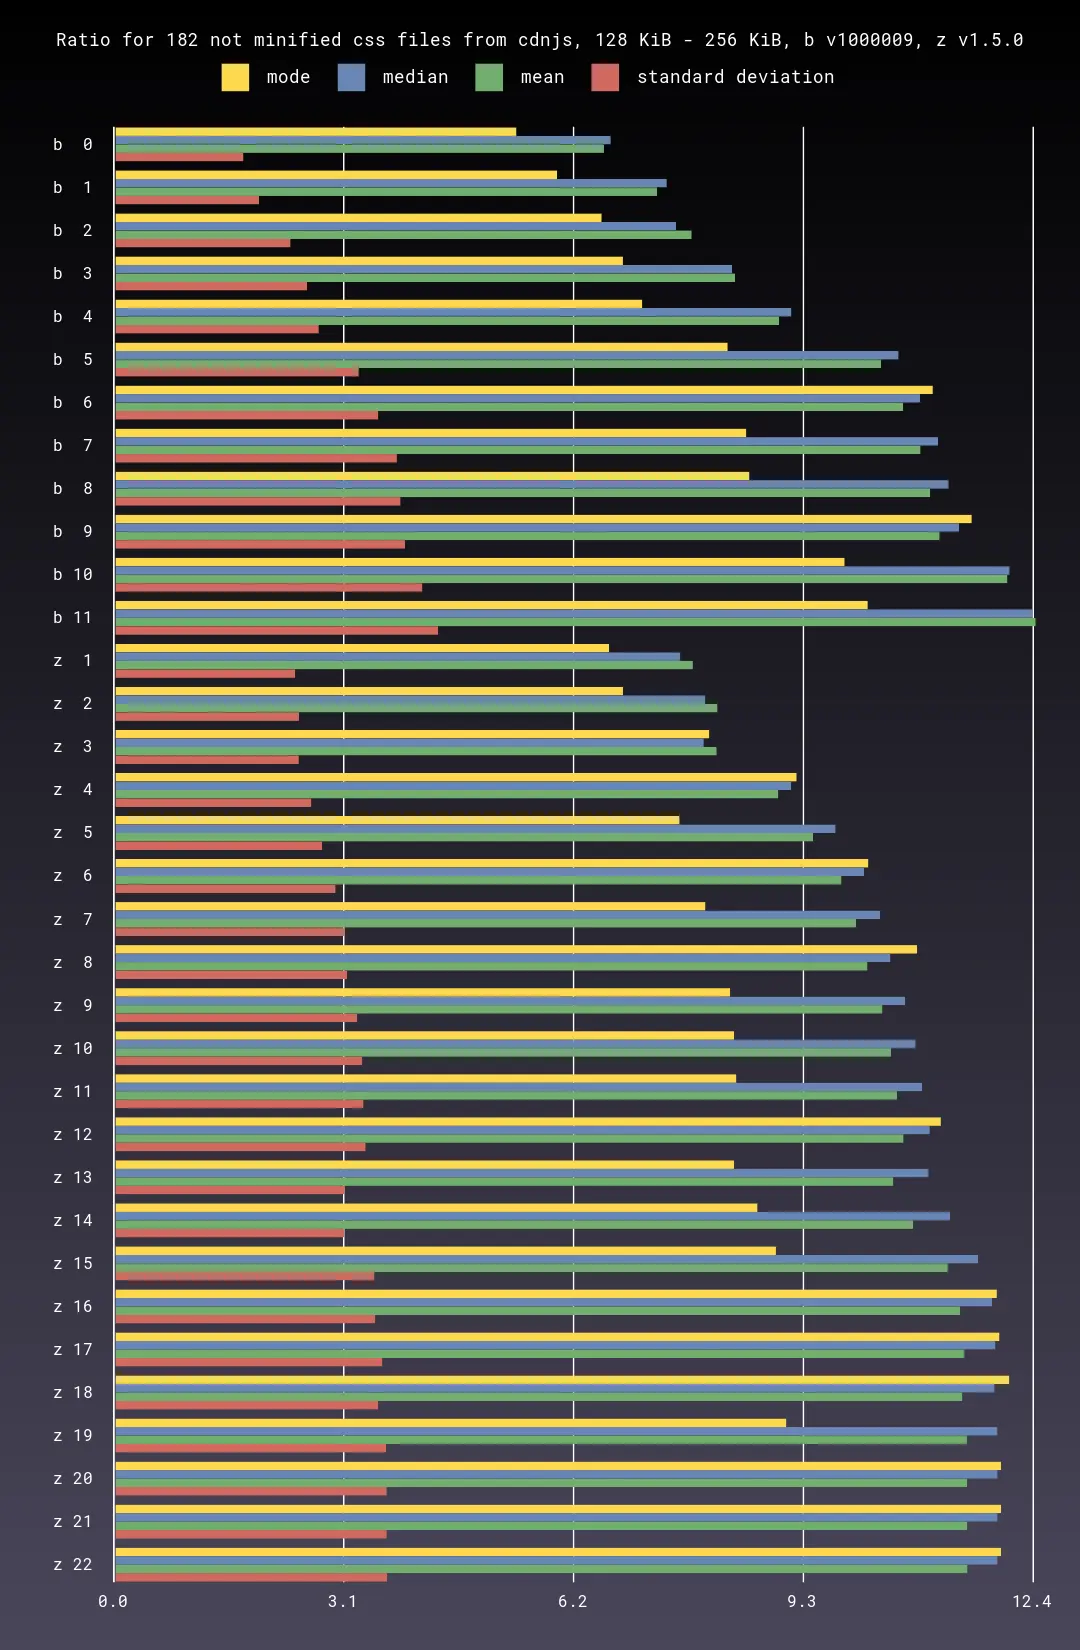 Ratio for 182 not minified css files from cdnjs, 128 KiB - 256 KiB, b v1000009, z v1.5.0
mode median mean standard deviation
b 0
b 1
b 2
b 3
b 4
b 5
b 6
b 7
b 8
b 9
b 10
b 11
z 1
z 2
z 3
z 4
z 5
z 6
z 7
z 8
z 9
z 10
z 11
z 12
z 13
z 14
z 15
z 16
z 17
z 18
z 19
z 20
z 21
z 22
0.0 3.1 6.2 9.3 12.4